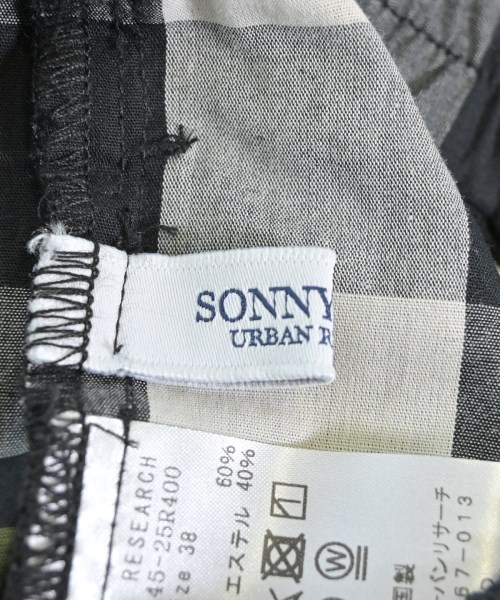 SONNY
URBAN R
RESEARCH
45-25R400
ze 38
60%
エステル 40%
国製
ーバンリサーチ
67-013